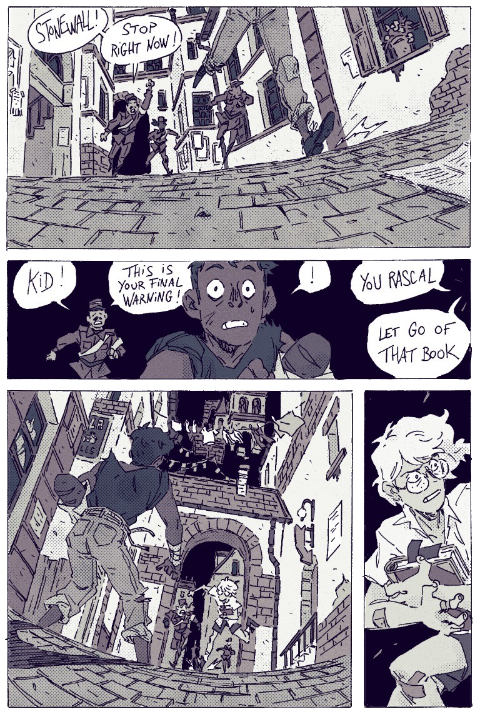 STONEWALL!
STOP
RIGHT NOW!
KID!
THIS IS
YOUR FINAL
WARNING!
!
YOU RASCAL
LET GO OF
THAT BOOK